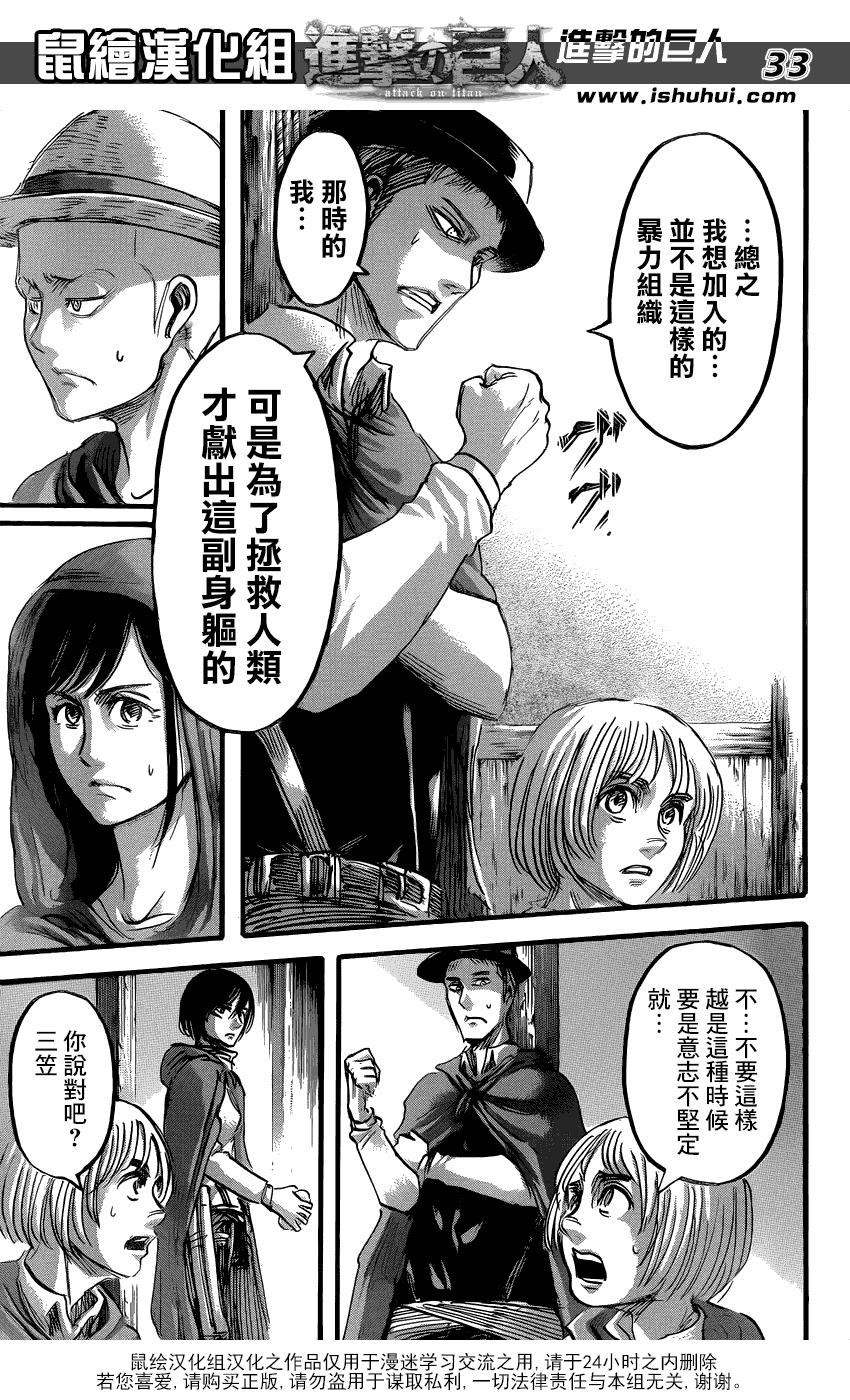 鼠繪漢化組
進撃の巨人
attack on titan
進擊的巨人
33
www.ishuhui.com
…總之
我想加入的…
並不是這樣的
暴力組織
那時的
我…
可是為了拯救人類
才獻出這副身軀的
不…不要這樣
越是這種時候
要是意志不堅定
就…
你說對吧?
三笠
鼠绘汉化组汉化之作品仅用于漫迷学习交流之用, 请于24小时之内删除
若您喜爱, 请购买正版, 请勿滥用于谋取私利, 一切法律责任与本组无关, 谢谢。